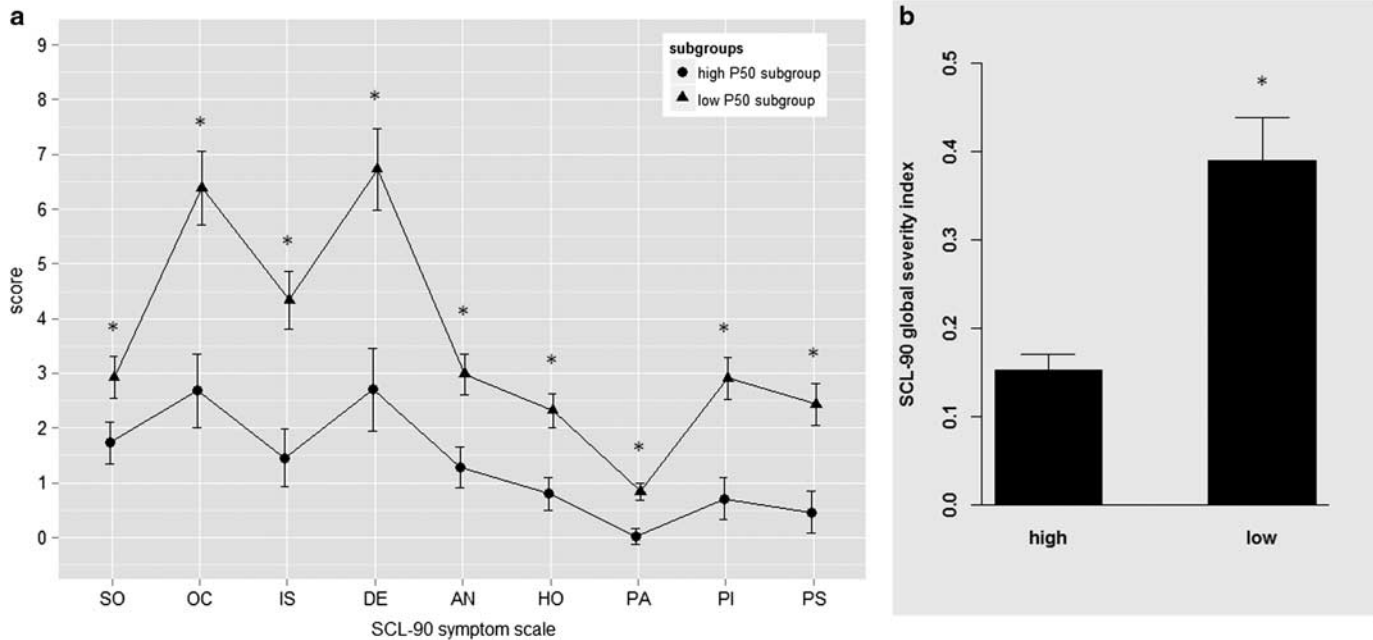 a
9
8
7
6
5
4
3
2
1
0
score
subgroups
high P50 subgroup
low P50 subgroup
*
*
*
*
*
*
*
*
*
SO OC IS DE AN HO PA PI PS
SCL-90 symptom scale
b
0.5
0.4
0.3
0.2
0.1
0.0
SCL-90 global severity index
*
high low